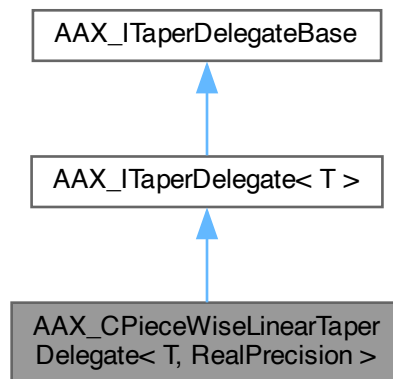 AAX_ITaperDelegateBase
AAX_ITaperDelegate< T >
AAX_CPieceWiseLinearTaper
Delegate< T, RealPrecision >